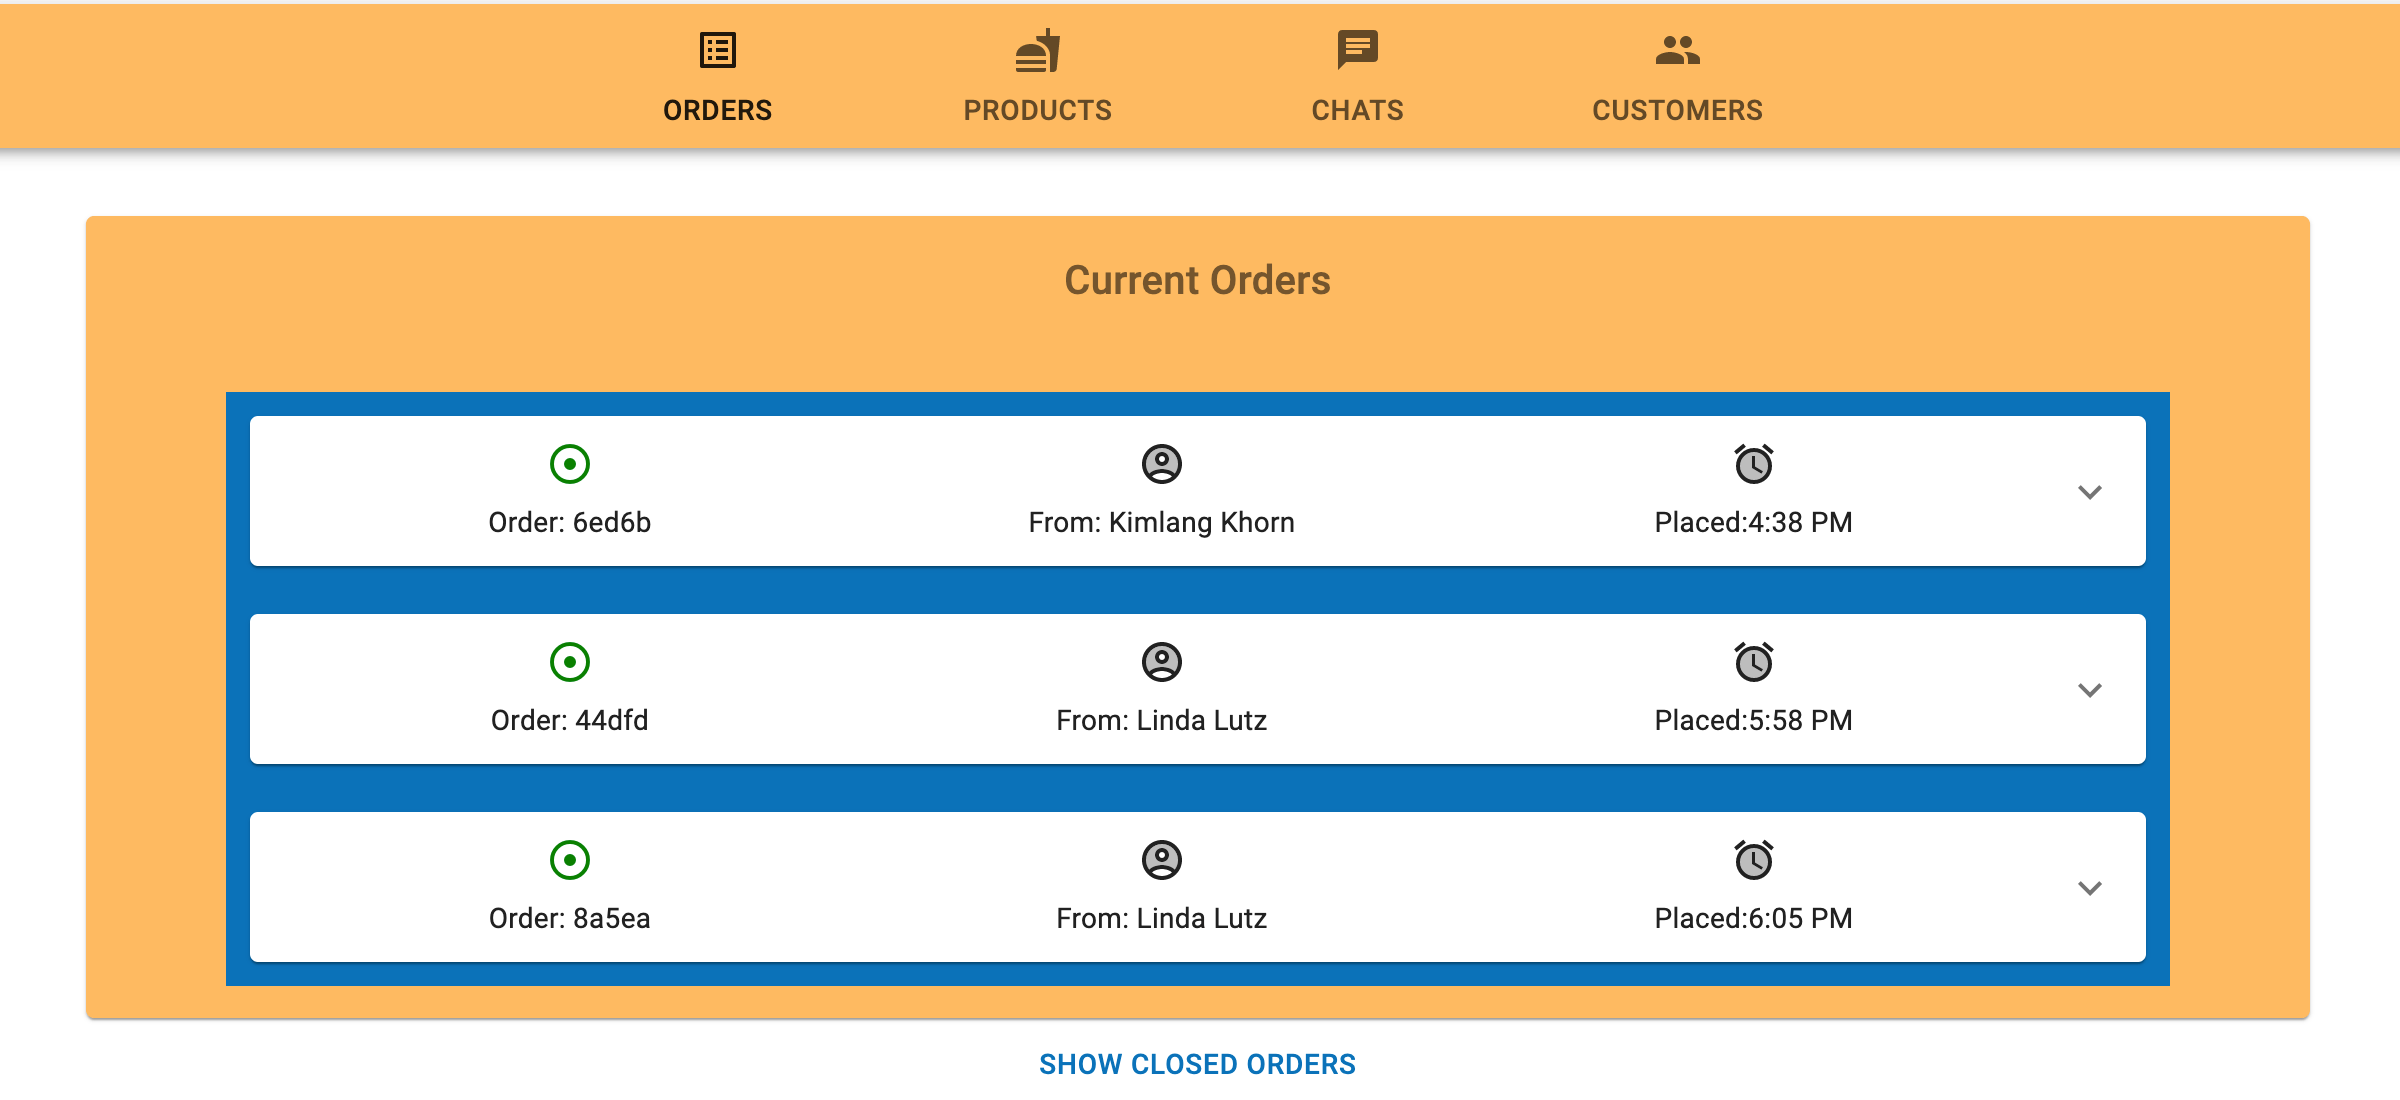 ORDERS PRODUCTS CHATS CUSTOMERS
Current Orders
Order: 6ed6b From: Kimlang Khorn Placed:4:38 PM
Order: 44dfd From: Linda Lutz Placed:5:58 PM
Order: 8a5ea From: Linda Lutz Placed:6:05 PM
SHOW CLOSED ORDERS